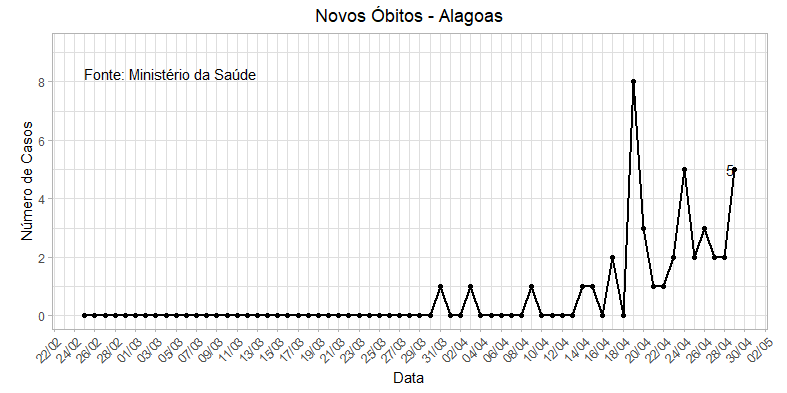 Novos Óbitos - Alagoas
Fonte: Ministério da Saúde
Número de Casos
8
6
4
2
0
5
22/02 24/02 26/02 28/02 01/03 03/03 05/03 07/03 09/03 11/03 13/03 15/03 17/03 19/03 21/03 23/03 25/03 27/03 29/03 31/03 02/04 04/04 06/04 08/04 10/04 12/04 14/04 16/04 18/04 20/04 22/04 24/04 26/04 28/04 30/04 02/05
Data